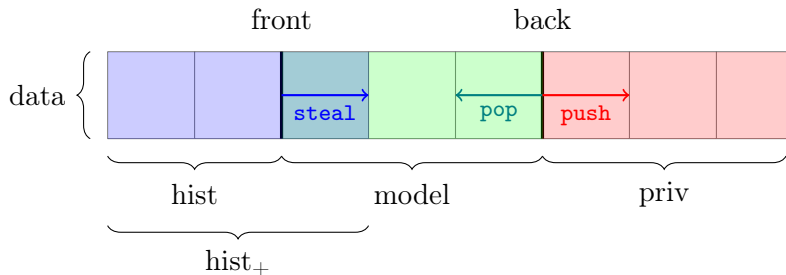 front back
data
steal pop push
hist model priv
hist₊